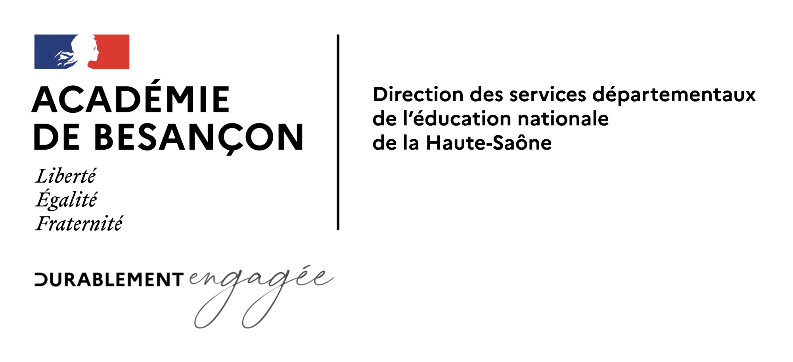 ACADÉMIE
DE BESANÇON
Liberté
Égalité
Fraternité
DURABLEMENT engagée
Direction des services départementaux
de l'éducation nationale
de la Haute-Saône